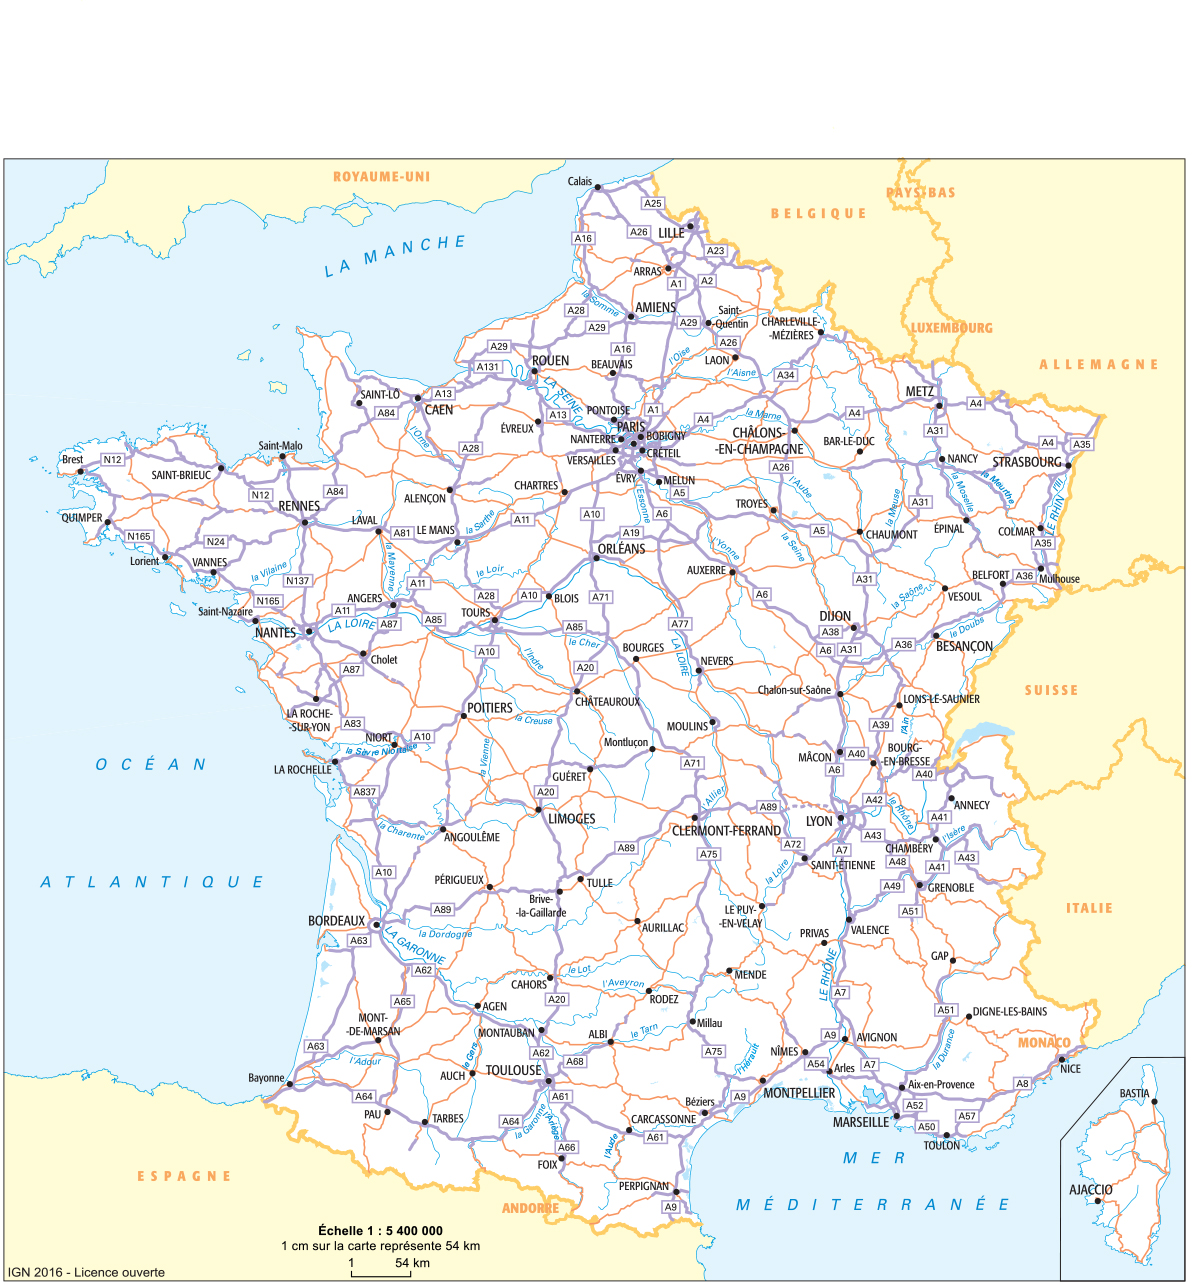 ROYAUME-UNI
PAYS-BAS
BELGIQUE
Calais
A25
A26
LILLE
A16
A23
LA MANCHE
ARRAS
A1
A2
la Somme
AMIENS
Saint-
-Quentin
CHARLEVILLE-
-MÉZIÈRES
LUXEMBOURG
ALLEMAGNE
A28
A29
A29
A26
A29
A16
ROUEN
BEAUVAIS
l'Oise
LAON
l'Aisne
A34
A131
LA SEINE
SAINT-LÔ
A13
CAEN
A84
A13
PONTOISE
A1
A4
la Marne
A4
METZ
A4
ÉVREUX
NANTERRE
PARIS
BOBIGNY
CRÉTEIL
VERSAILLES
CHÂLONS-
-EN-CHAMPAGNE
BAR-LE-DUC
A31
A4
A35
l'Orne
Saint-Malo
Brest
N12
SAINT-BRIEUC
A28
ÉVRY
MELUN
A26
NANCY
STRASBOURG
N12
A84
ALENÇON
CHARTRES
A5
l'Aube
la Meurthe
l'Ill
la Moselle
RENNES
QUIMPER
LAVAL
A81
LE MANS
la Sarthe
A11
A10
l'Essonne
A6
TROYES
la Meuse
A31
LE RHIN
N165
N24
A19
A5
CHAUMONT
ÉPINAL
COLMAR
A35
Lorient
VANNES
la Vilaine
la Mayenne
ORLÉANS
l'Yonne
la Seine
N137
A11
le Loir
AUXERRE
A31
BELFORT
A36
Mulhouse
N165
ANGERS
A28
A10
BLOIS
A71
A6
la Saône
VESOUL
Saint-Nazaire
A11
TOURS
NANTES
LA LOIRE
A87
A85
A85
A77
DIJON
A38
le Doubs
le Cher
A6
A31
A36
BESANÇON
Cholet
A87
A10
l'Indre
A20
BOURGES
LA LOIRE
NEVERS
CHÂTEAUROUX
Chalon-sur-Saône
LONS-LE-SAUNIER
SUISSE
LA ROCHE-
-SUR-YON
A83
POITIERS
la Creuse
MOULINS
A39
l'Ain
NIORT
A10
la Sèvre Niortaise
la Vienne
Montluçon
MÂCON
A40
BOURG-
-EN-BRESSE
LA ROCHELLE
OCÉAN
A71
A6
A40
GUÉRET
A837
A20
l'Allier
A89
A42
le Rhône
ANNECY
LIMOGES
la Charente
ANGOULÊME
CLERMONT-FERRAND
LYON
A41
A43
CHAMBÉRY
l'Isère
A72
A7
A89
A75
SAINT-ÉTIENNE
A48
A41
A43
ATLANTIQUE
A10
PÉRIGUEUX
TULLE
la Loire
A49
GRENOBLE
Brive-
-la-Gaillarde
A89
LE PUY-
-EN-VELAY
A51
ITALIE
BORDEAUX
LA GARONNE
la Dordogne
AURILLAC
VALENCE
A63
PRIVAS
GAP
A62
le Lot
CAHORS
l'Aveyron
MENDE
LE RHÔNE
A65
AGEN
A20
RODEZ
A7
A51
DIGNE-LES-BAINS
MONT-
-DE-MARSAN
MONTAUBAN
ALBI
le Tarn
Millau
A63
l'Adour
le Gers
A62
A68
A75
l'Hérault
NÎMES
A9
AVIGNON
la Durance
MONACO
A54
A7
NICE
Bayonne
AUCH
TOULOUSE
Arles
Aix-en-Provence
A8
A64
A61
MONTPELLIER
BASTIA
PAU
TARBES
A64
la Garonne
l'Ariège
Béziers
A9
A52
A57
CARCASSONNE
MARSEILLE
A50
A61
TOULON
A66
l'Aude
FOIX
MER
ESPAGNE
PERPIGNAN
AJACCIO
ANDORRE
A9
MÉDITERRANÉE
Échelle 1 : 5 400 000
1 cm sur la carte représente 54 km
1 54 km
IGN 2016 - Licence ouverte